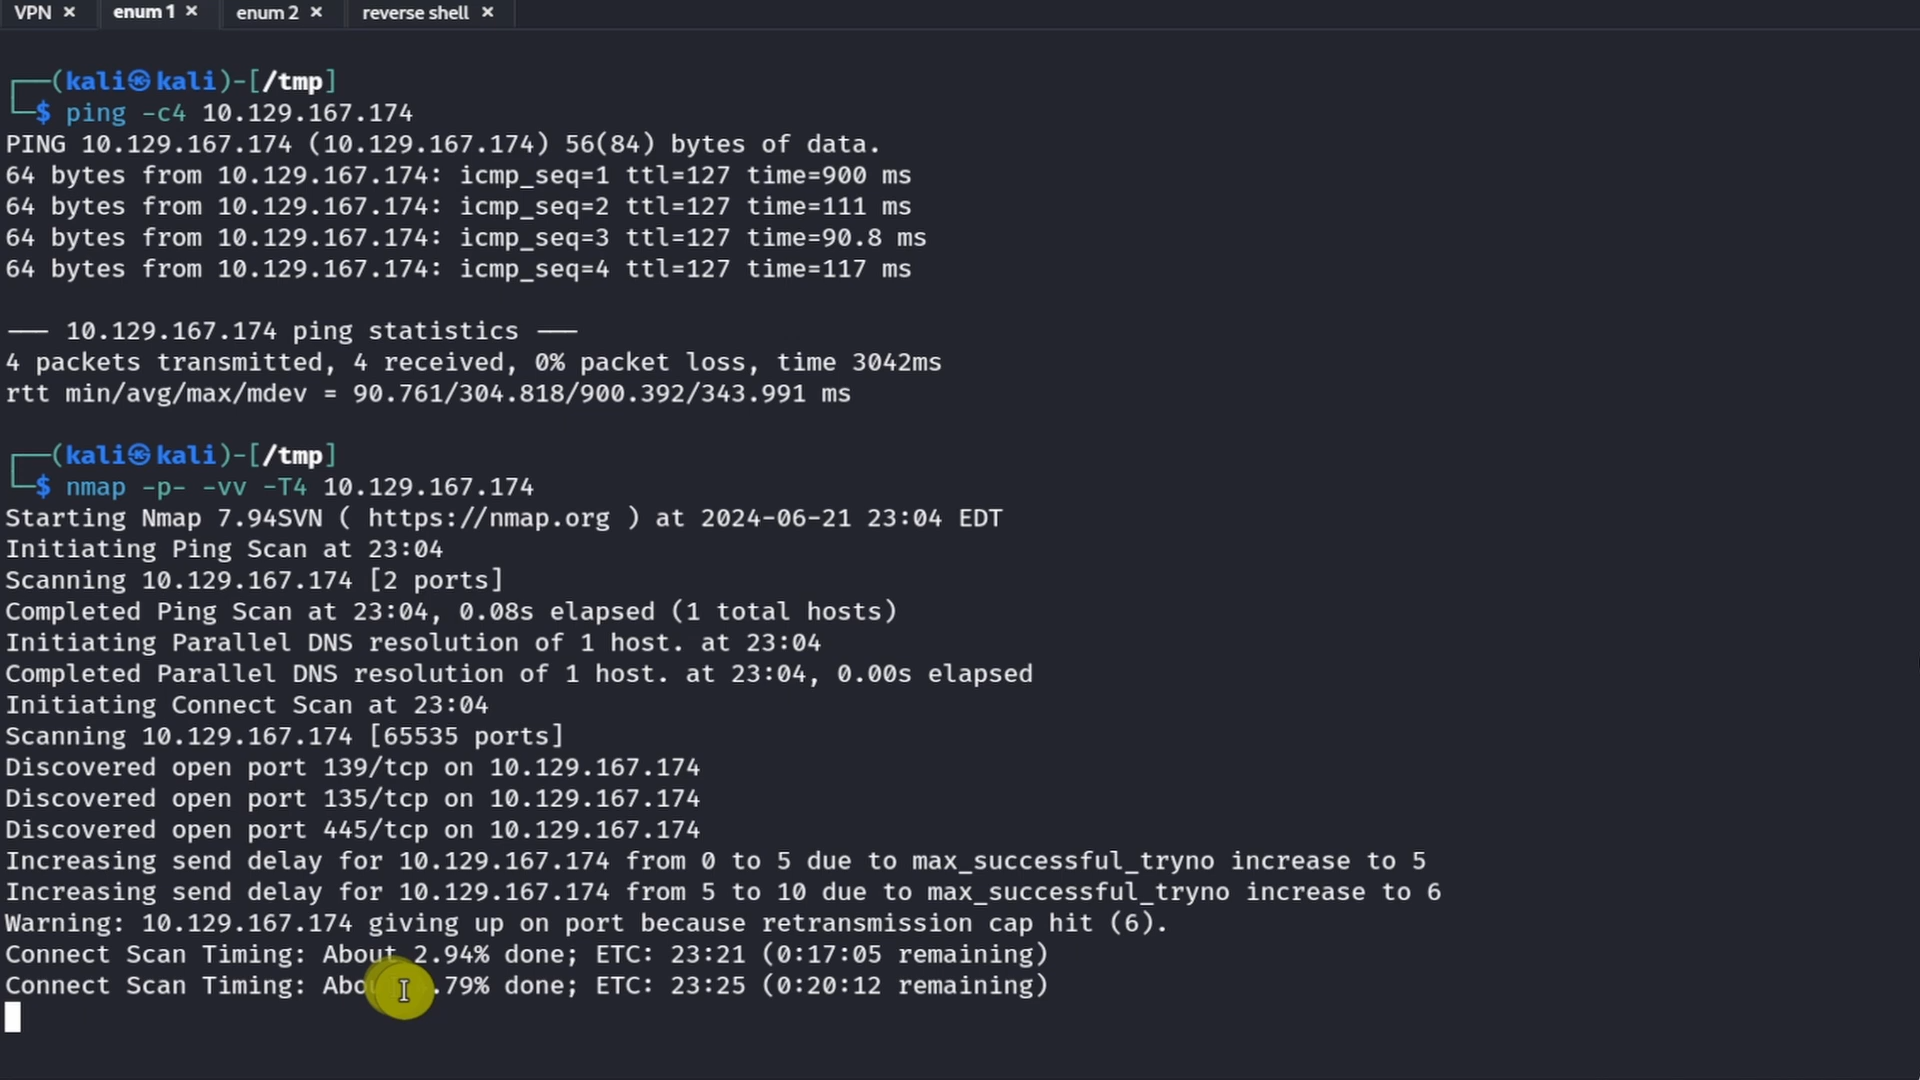 VPN × enum 1 × enum 2 × reverse shell ×
┌──(kali㉿kali)-[/tmp]
└─$ ping -c4 10.129.167.174
PING 10.129.167.174 (10.129.167.174) 56(84) bytes of data.
64 bytes from 10.129.167.174: icmp_seq=1 ttl=127 time=900 ms
64 bytes from 10.129.167.174: icmp_seq=2 ttl=127 time=111 ms
64 bytes from 10.129.167.174: icmp_seq=3 ttl=127 time=90.8 ms
64 bytes from 10.129.167.174: icmp_seq=4 ttl=127 time=117 ms
--- 10.129.167.174 ping statistics ---
4 packets transmitted, 4 received, 0% packet loss, time 3042ms
rtt min/avg/max/mdev = 90.761/304.818/900.392/343.991 ms
┌──(kali㉿kali)-[/tmp]
└─$ nmap -p- -vv -T4 10.129.167.174
Starting Nmap 7.94SVN ( https://nmap.org ) at 2024-06-21 23:04 EDT
Initiating Ping Scan at 23:04
Scanning 10.129.167.174 [2 ports]
Completed Ping Scan at 23:04, 0.08s elapsed (1 total hosts)
Initiating Parallel DNS resolution of 1 host. at 23:04
Completed Parallel DNS resolution of 1 host. at 23:04, 0.00s elapsed
Initiating Connect Scan at 23:04
Scanning 10.129.167.174 [65535 ports]
Discovered open port 139/tcp on 10.129.167.174
Discovered open port 135/tcp on 10.129.167.174
Discovered open port 445/tcp on 10.129.167.174
Increasing send delay for 10.129.167.174 from 0 to 5 due to max_successful_tryno increase to 5
Increasing send delay for 10.129.167.174 from 5 to 10 due to max_successful_tryno increase to 6
Warning: 10.129.167.174 giving up on port because retransmission cap hit (6).
Connect Scan Timing: About 2.94% done; ETC: 23:21 (0:17:05 remaining)
Connect Scan Timing: .79% done; ETC: 23:25 (0:20:12 remaining)